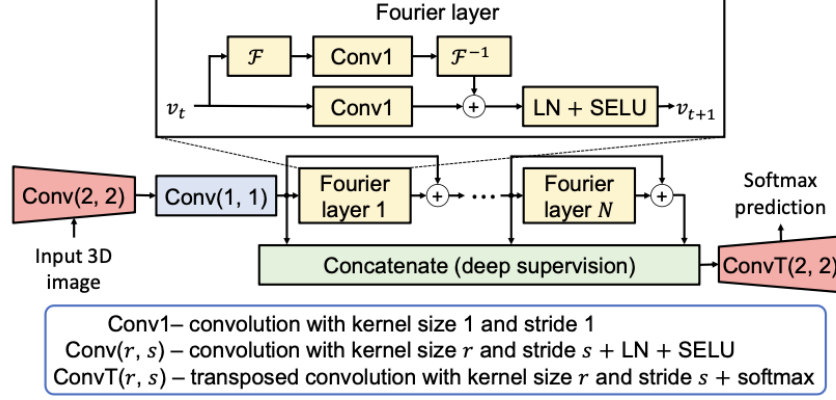 Fourier layer
ℱ
Conv1
ℱ⁻¹
vₜ
Conv1
+
LN + SELU
vₜ₊₁
Conv(2, 2)
Conv(1, 1)
Fourier
layer 1
+
...
Fourier
layer N
+
Softmax
prediction
Input 3D
image
Concatenate (deep supervision)
ConvT(2, 2)
Conv1– convolution with kernel size 1 and stride 1
Conv(r, s) – convolution with kernel size r and stride s + LN + SELU
ConvT(r, s) – transposed convolution with kernel size r and stride s + softmax